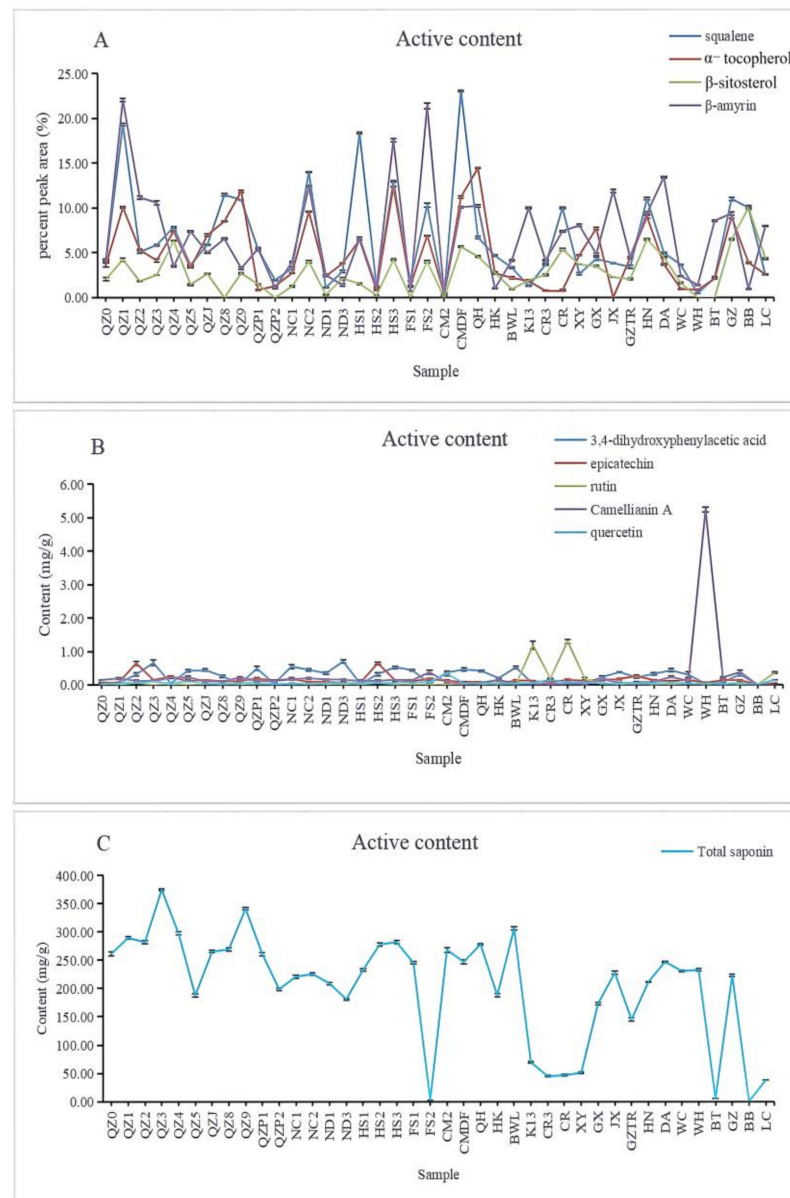 A
Active content
squalene
α− tocopherol
β-sitosterol
β-amyrin
percent peak area (%)
25.00
20.00
15.00
10.00
5.00
0.00
QZ0 QZ1 QZ2 QZ3 QZ4 QZ5 QZJ QZ8 QZ9 QZP1 QZP2 NC1 NC2 ND1 ND3 HS1 HS2 HS3 FS1 FS2 CM2 CMDF QH HK BWL K13 CR3 CR XY GX JX GZTR HN DA WC WH BT GZ BB LC
Sample
B
Active content
3,4-dihydroxyphenylacetic acid
epicatechin
rutin
Camellianin A
quercetin
Content (mg/g)
6.00
5.00
4.00
3.00
2.00
1.00
0.00
QZ0 QZ1 QZ2 QZ3 QZ4 QZ5 QZJ QZ8 QZ9 QZP1 QZP2 NC1 NC2 ND1 ND3 HS1 HS2 HS3 FS1 FS2 CM2 CMDF QH HK BWL K13 CR3 CR XY GX JX GZTR HN DA WC WH BT GZ BB LC
Sample
C
Active content
Total saponin
Content (mg/g)
400.00
350.00
300.00
250.00
200.00
150.00
100.00
50.00
0.00
QZ0 QZ1 QZ2 QZ3 QZ4 QZ5 QZJ QZ8 QZ9 QZP1 QZP2 NC1 NC2 ND1 ND3 HS1 HS2 HS3 FS1 FS2 CM2 CMDF QH HK BWL K13 CR3 CR XY GX JX GZTR HN DA WC WH BT GZ BB LC
Sample